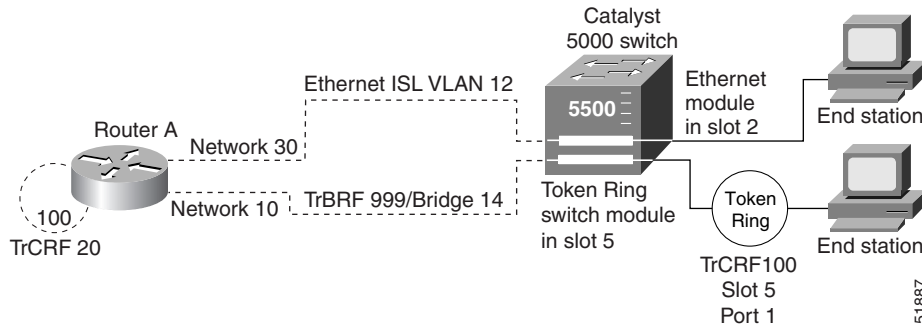 Catalyst
5000 switch
Ethernet ISL VLAN 12
Ethernet
module
in slot 2
5500
End station
Router A
Network 30
Network 10
TrBRF 999/Bridge 14
100
TrCRF 20
Token Ring
switch module
in slot 5
Token
Ring
End station
TrCRF100
Slot 5
Port 1
51887